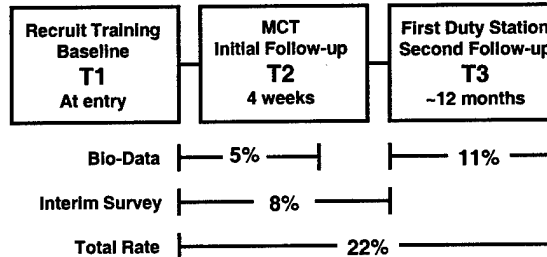 Recruit Training
Baseline
T1
At entry
MCT
Initial Follow-up
T2
4 weeks
First Duty Station
Second Follow-up
T3
~12 months
Bio-Data
5%
11%
Interim Survey
8%
Total Rate
22%